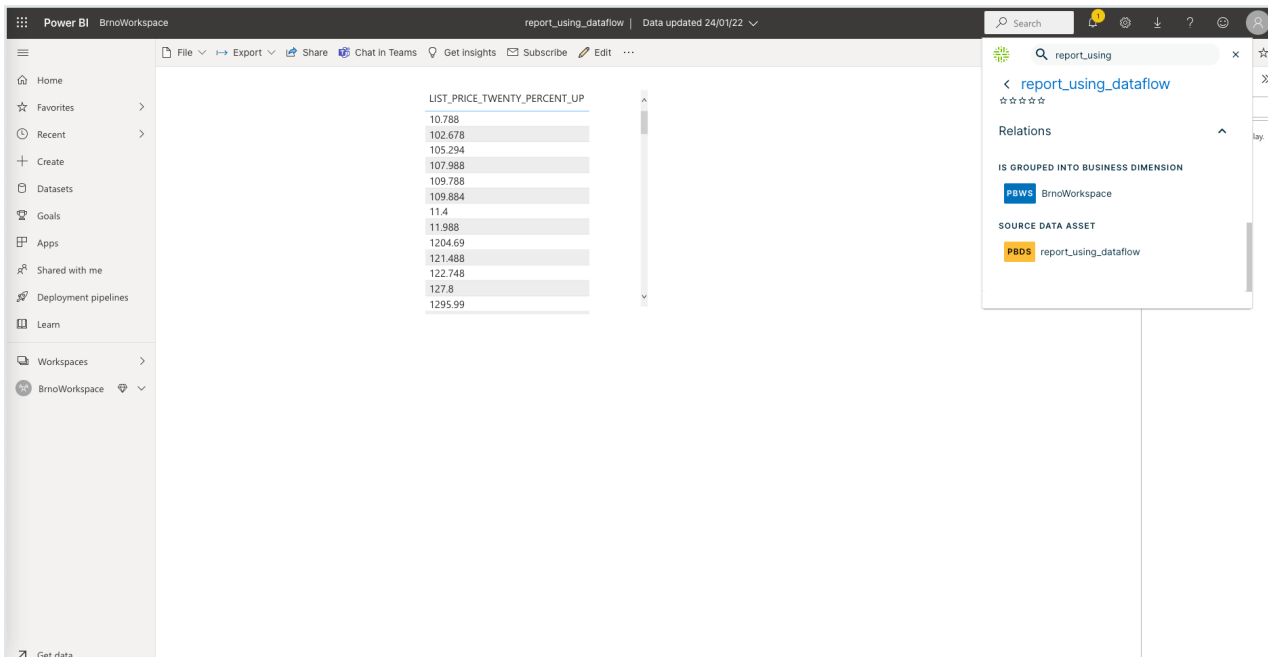 Power BI BrnoWorkspace report_using_dataflow | Data updated 24/01/22 Search 1 ?
File Export Share Chat in Teams Get insights Subscribe Edit ...
Home
Favorites
Recent
Create
Datasets
Goals
Apps
Shared with me
Deployment pipelines
Learn
Workspaces
BrnoWorkspace
Get data
LIST_PRICE_TWENTY_PERCENT_UP
10.788
102.678
105.294
107.988
109.788
109.884
11.4
11.988
1204.69
121.488
122.748
127.8
1295.99
report_using
report_using_dataflow
Relations
IS GROUPED INTO BUSINESS DIMENSION
PBWS BrnoWorkspace
SOURCE DATA ASSET
PBDS report_using_dataflow
lay.